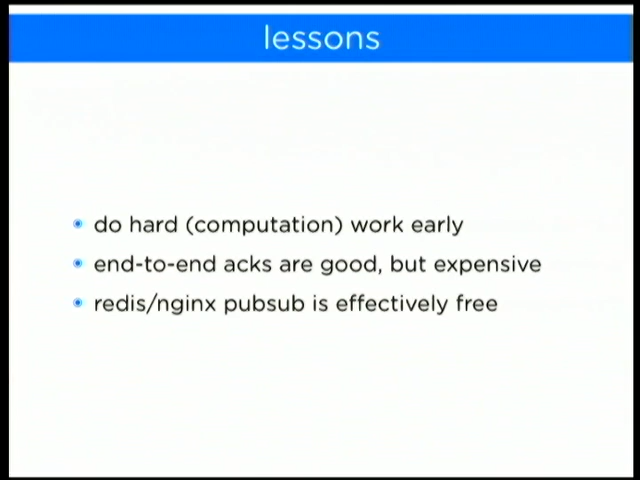 lessons
do hard (computation) work early
end-to-end acks are good, but expensive
redis/nginx pubsub is effectively free